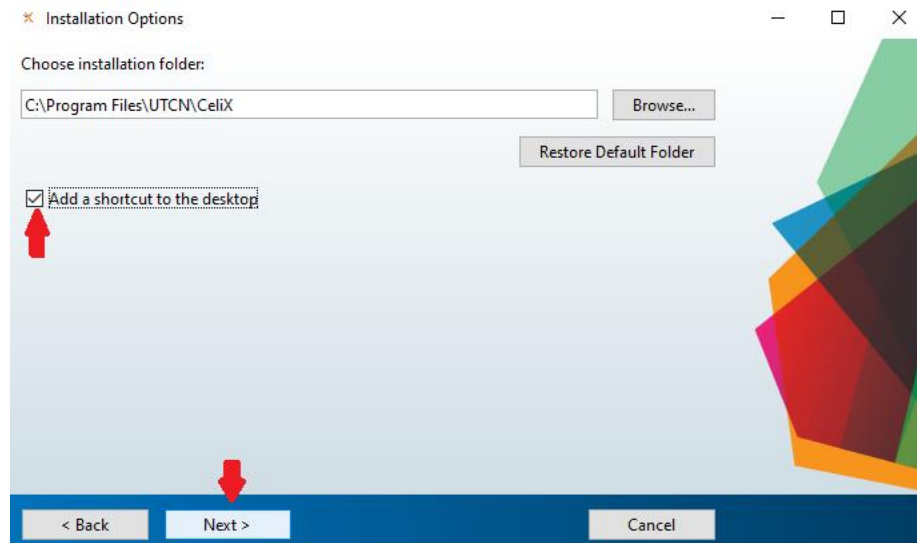 Installation Options
Choose installation folder:
C:\Program Files\UTCN\CeliX
Browse...
Restore Default Folder
Add a shortcut to the desktop
< Back
Next >
Cancel